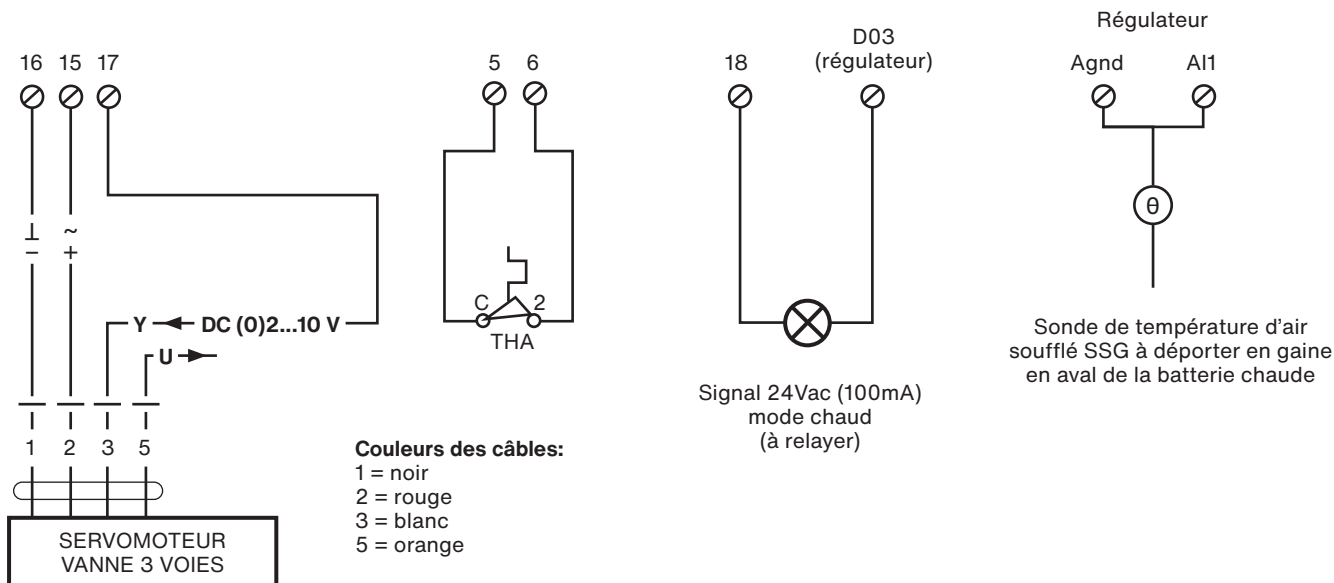 16 15 17
⊥ ~
− +
Y DC (0)2...10 V
U
1 2 3 5
SERVOMOTEUR
VANNE 3 VOIES
Couleurs des câbles:
1 = noir
2 = rouge
3 = blanc
5 = orange
5 6
C 2
THA
18
D03
(régulateur)
Signal 24Vac (100mA)
mode chaud
(à relayer)
Régulateur
Agnd AI1
θ
Sonde de température d'air
soufflé SSG à déporter en gaine
en aval de la batterie chaude